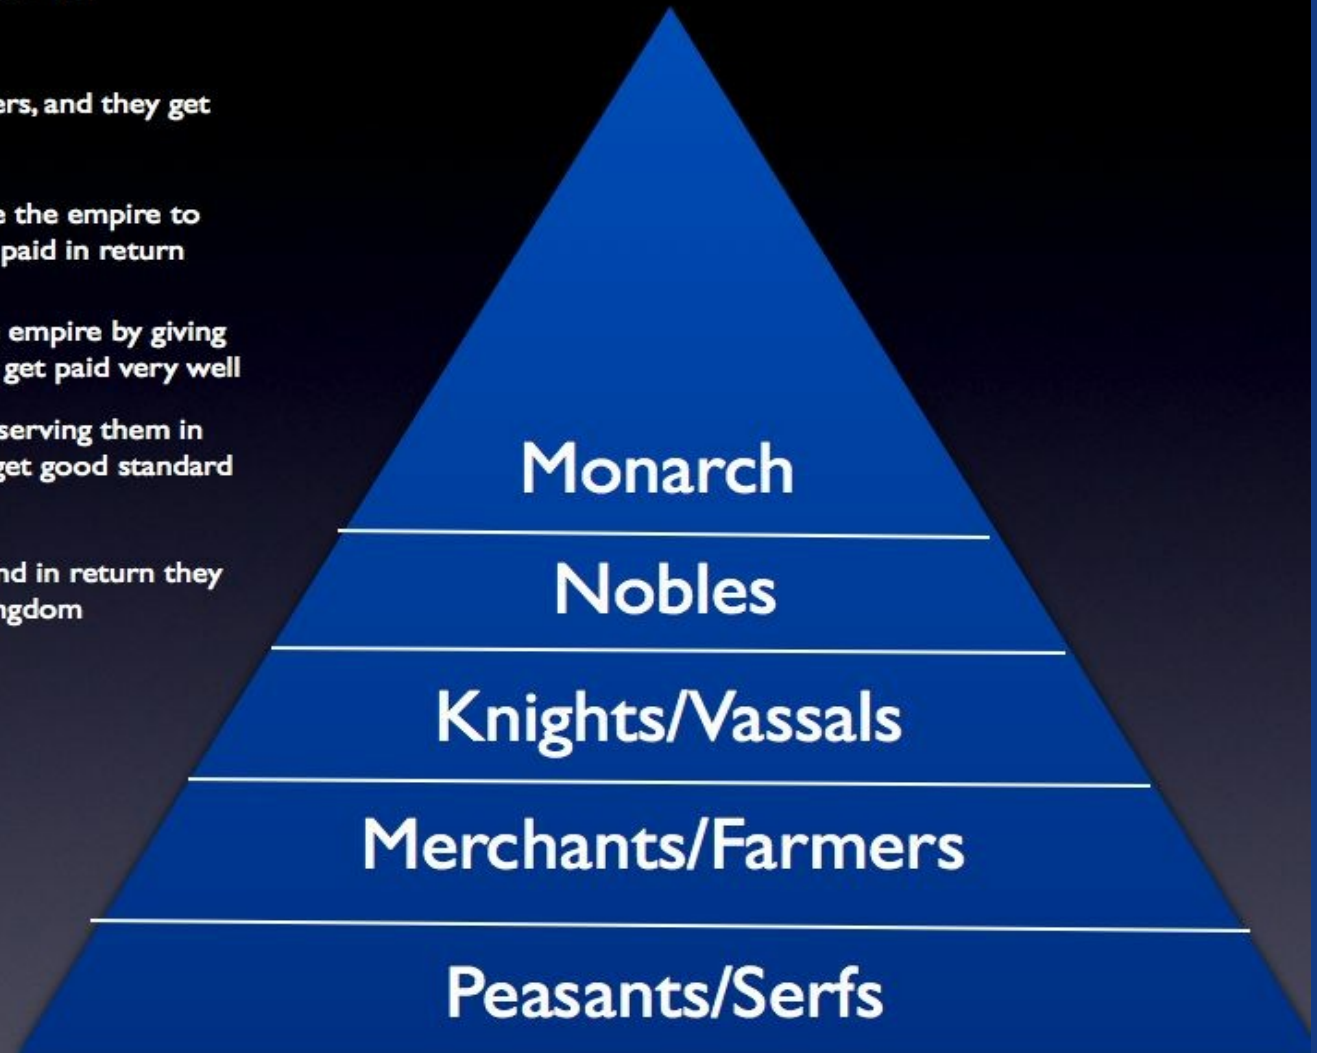 ers, and they get
e the empire to
paid in return
empire by giving
get paid very well
serving them in
get good standard
nd in return they
ngdom
Monarch
Nobles
Knights/Vassals
Merchants/Farmers
Peasants/Serfs